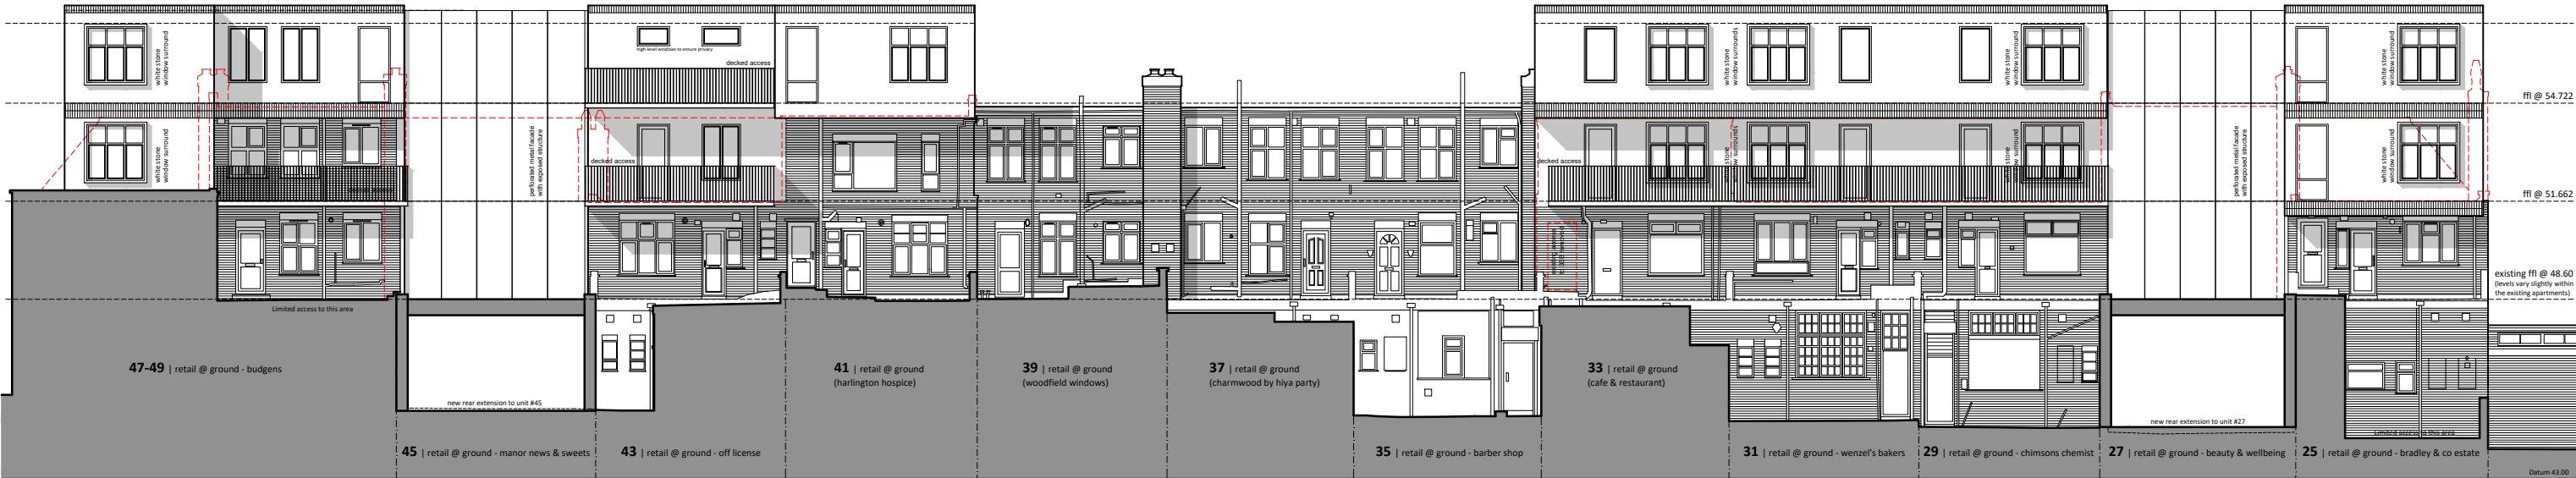 white stone
window surround
white stone
window surround
decked access
Limited access to this area
47-49 | retail @ ground - budgens
perforated metal facade
with exposed structure
new rear extension to unit #45
45 | retail @ ground - manor news & sweets
high-level windows to ensure privacy
decked access
decked access
43 | retail @ ground - off license
41 | retail @ ground
(harlington hospice)
39 | retail @ ground
(woodfield windows)
37 | retail @ ground
(charmwood by hiya party)
35 | retail @ ground - barber shop
decked access
33 | retail @ ground
(cafe & restaurant)
white stone
window surrounds
white stone
window surround
white stone
window surrounds
white stone
window surround
31 | retail @ ground - wenzel's bakers
29 | retail @ ground - chimsons chemist
perforated metal facade
with exposed structure
new rear extension to unit #27
27 | retail @ ground - beauty & wellbeing
white stone
window surround
white stone
window surround
Limited access to this area
25 | retail @ ground - bradley & co estate
ffl @ 54.722
ffl @ 51.662
existing ffl @ 48.60
(levels vary slightly within
the existing apartments)
Datum 43.00